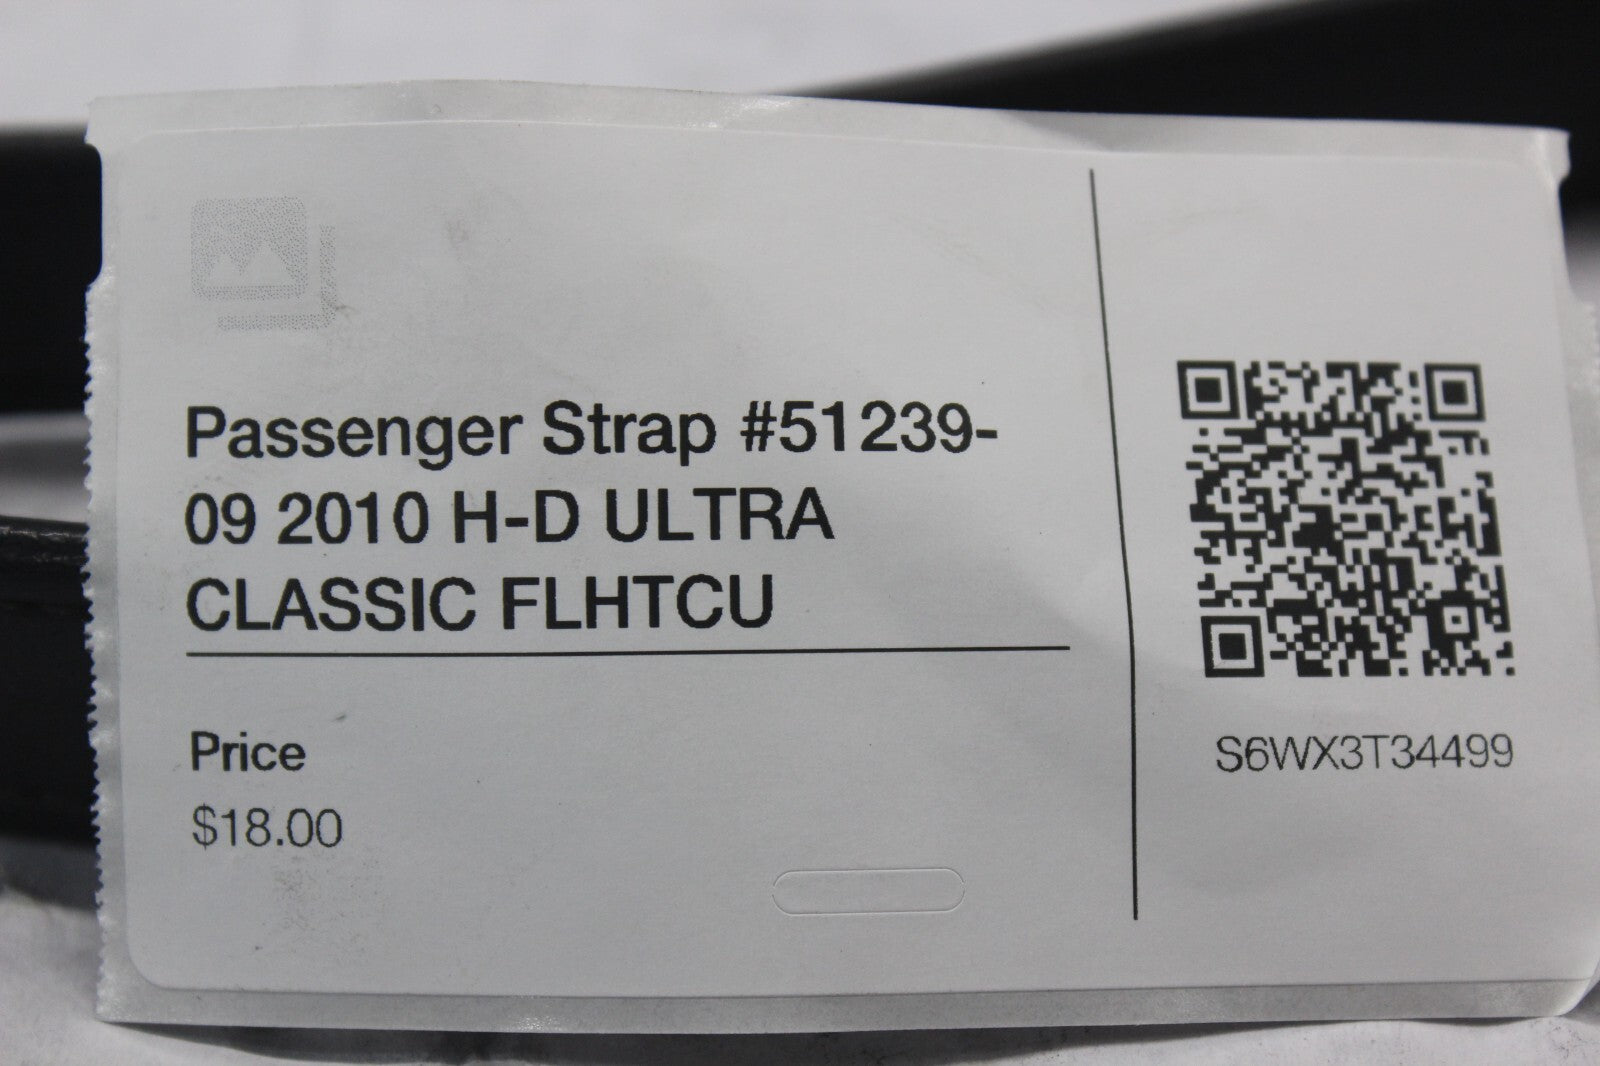 Passenger Strap #51239-
09 2010 H-D ULTRA
CLASSIC FLHTCU
Price
$18.00
S6WX3T34499